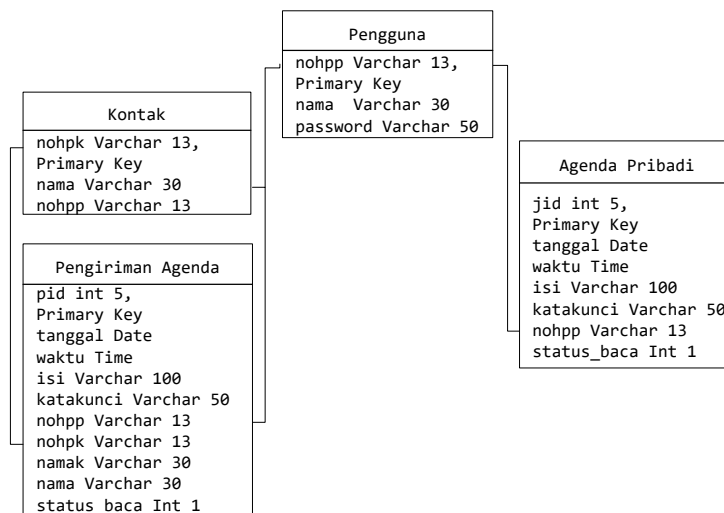 Pengguna
nohpp Varchar 13,
Primary Key
nama Varchar 30
password Varchar 50
Kontak
nohpk Varchar 13,
Primary Key
nama Varchar 30
nohpp Varchar 13
Agenda Pribadi
jid int 5,
Primary Key
tanggal Date
waktu Time
isi Varchar 100
katakunci Varchar 50
nohpp Varchar 13
status_baca Int 1
Pengiriman Agenda
pid int 5,
Primary Key
tanggal Date
waktu Time
isi Varchar 100
katakunci Varchar 50
nohpp Varchar 13
nohpk Varchar 13
namak Varchar 30
nama Varchar 30
status baca Int 1